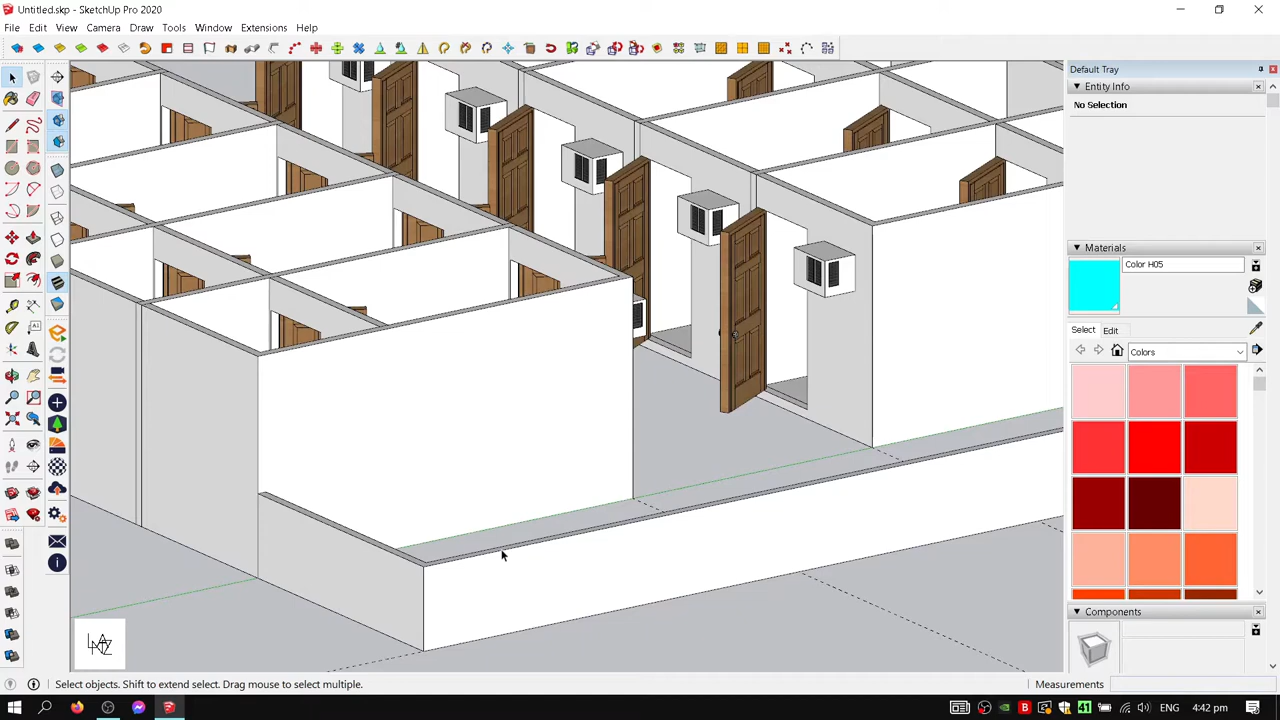 Untitled.skp - SketchUp Pro 2020
File Edit View Camera Draw Tools Window Extensions Help
Default Tray
Entity Info
No Selection
Materials
Color H05
Select Edit
Colors
Components
Select objects. Shift to extend select. Drag mouse to select multiple.
Measurements
41
4:42 pm